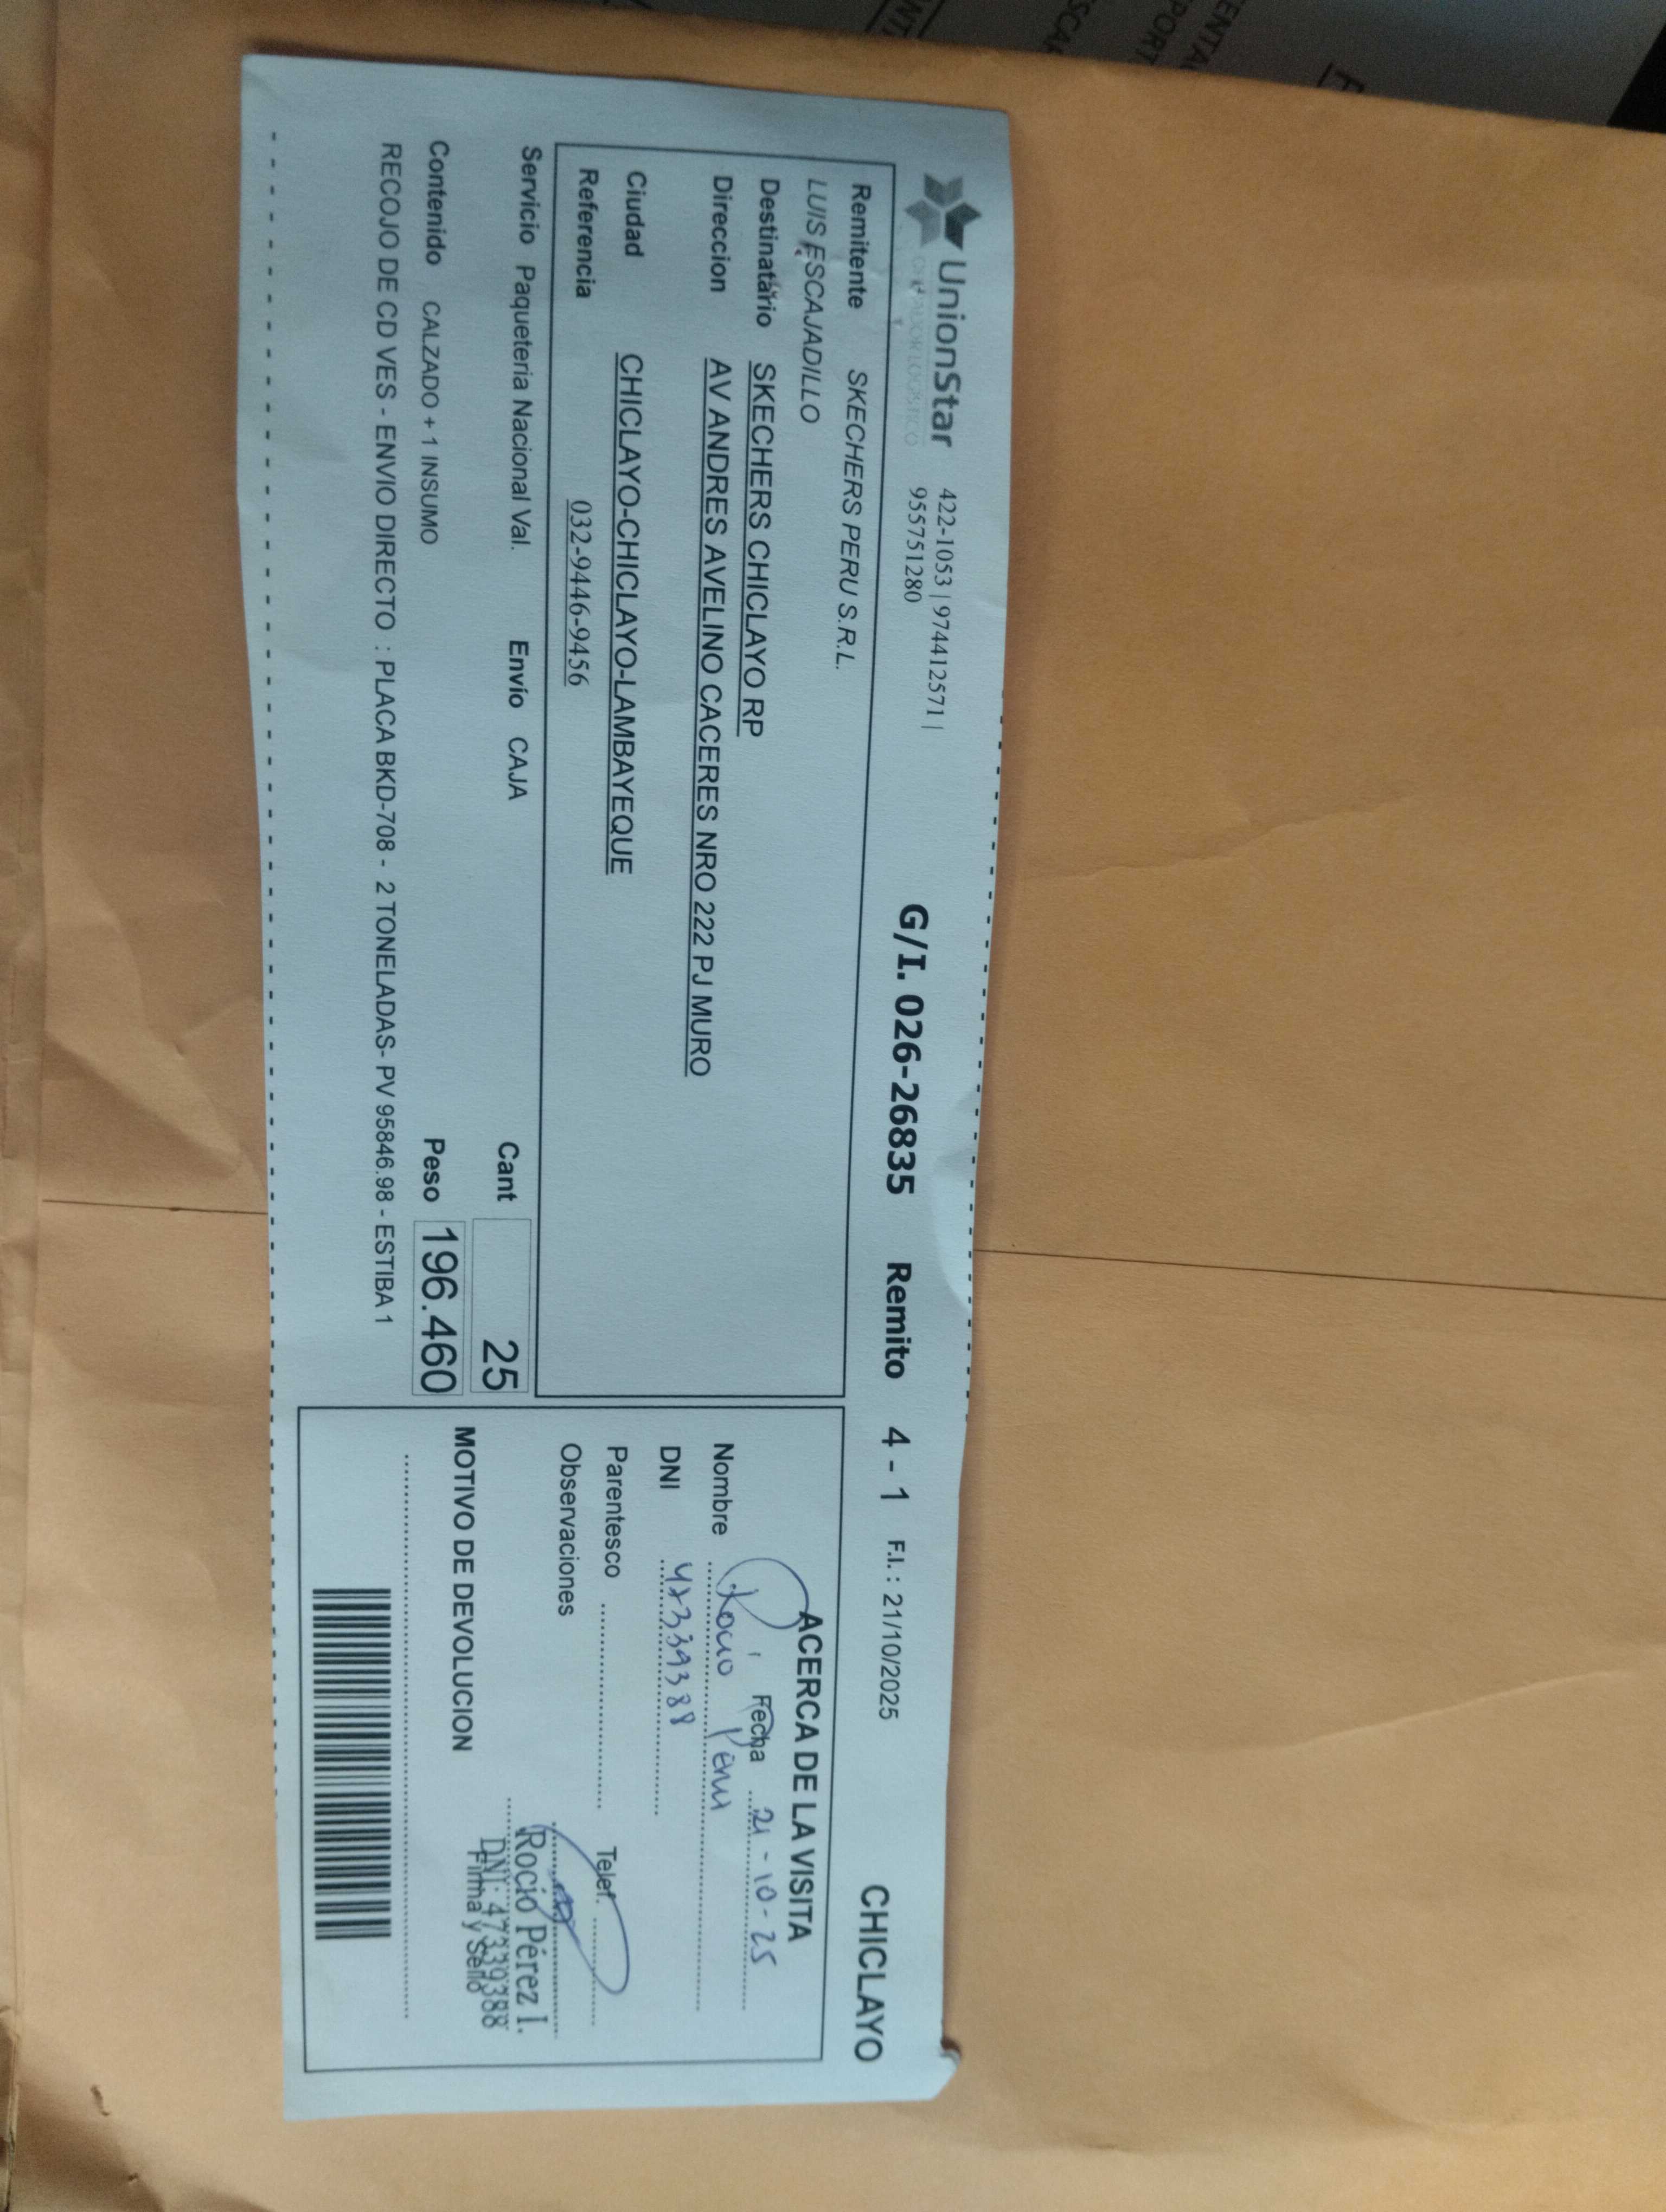 UnionStar
OPERADOR LOGISTICO
422-1053 | 974412571 |
955751280
G/I. 026-26835 Remito 4 - 1 F.I. : 21/10/2025 CHICLAYO
Remitente SKECHERS PERU S.R.L.
LUIS ESCAJADILLO
Destinatario SKECHERS CHICLAYO RP
Direccion AV ANDRES AVELINO CACERES NRO 222 PJ MURO
Ciudad CHICLAYO-CHICLAYO-LAMBAYEQUE
Referencia 032-9446-9456
Servicio Paqueteria Nacional Val. Envío CAJA Cant 25
Contenido CALZADO + 1 INSUMO Peso 196.460
RECOJO DE CD VES - ENVIO DIRECTO : PLACA BKD-708 - 2 TONELADAS- PV 95846.98 - ESTIBA 1
ACERCA DE LA VISITA
Fecha 21-10-25
Nombre Rocio
DNI 47339388
Parentesco Telef.
Observaciones
Rocío Pérez I.
DNI: 47339388
Firma y Sello
MOTIVO DE DEVOLUCION